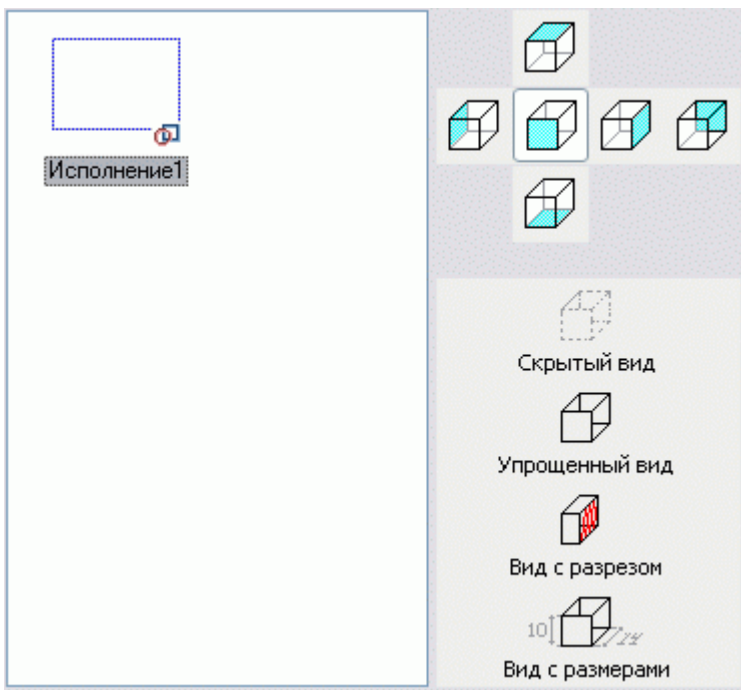 Исполнение1
Скрытый вид
Упрощенный вид
Вид с разрезом
10
Вид с размерами